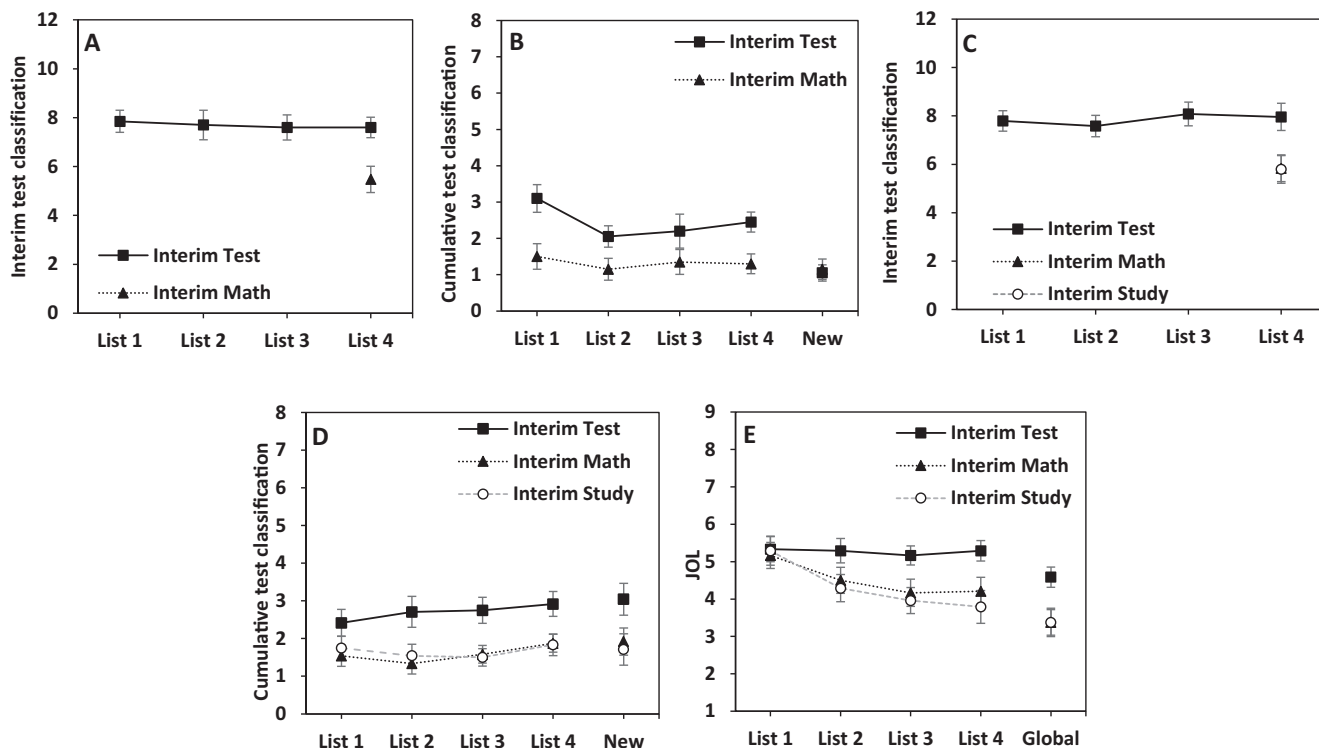 A
Interim test classification
12
10
8
6
4
2
0
Interim Test
Interim Math
List 1 List 2 List 3 List 4
B
Cumulative test classification
8
7
6
5
4
3
2
1
0
Interim Test
Interim Math
List 1 List 2 List 3 List 4 New
C
Interim test classification
12
10
8
6
4
2
0
Interim Test
Interim Math
Interim Study
List 1 List 2 List 3 List 4
D
Cumulative test classification
8
7
6
5
4
3
2
1
0
Interim Test
Interim Math
Interim Study
List 1 List 2 List 3 List 4 New
E
JOL
9
8
7
6
5
4
3
2
1
Interim Test
Interim Math
Interim Study
List 1 List 2 List 3 List 4 Global